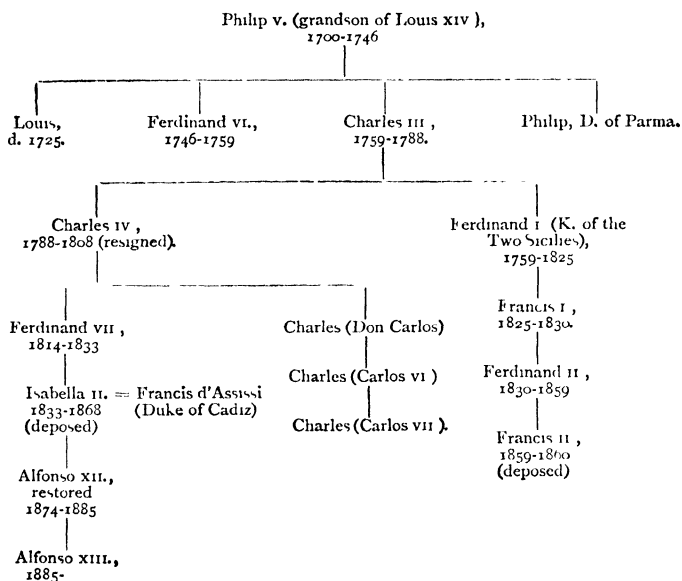 Philip V. (grandson of Louis XIV),
1700-1746
Louis,
d. 1725.
Ferdinand VI.,
1746-1759
Charles III,
1759-1788.
Philip, D. of Parma.
Charles IV,
1788-1808 (resigned).
Ferdinand I (K. of the
Two Sicilies),
1759-1825
Ferdinand VII,
1814-1833
Charles (Don Carlos)
Francis I,
1825-1830.
Isabella II. = Francis d'Assissi
1833-1868 (Duke of Cadiz)
(deposed)
Charles (Carlos VI)
Ferdinand II,
1830-1859
Charles (Carlos VII).
Francis II,
1859-1860
(deposed)
Alfonso XII.,
restored
1874-1885
Alfonso XIII.,
1885-